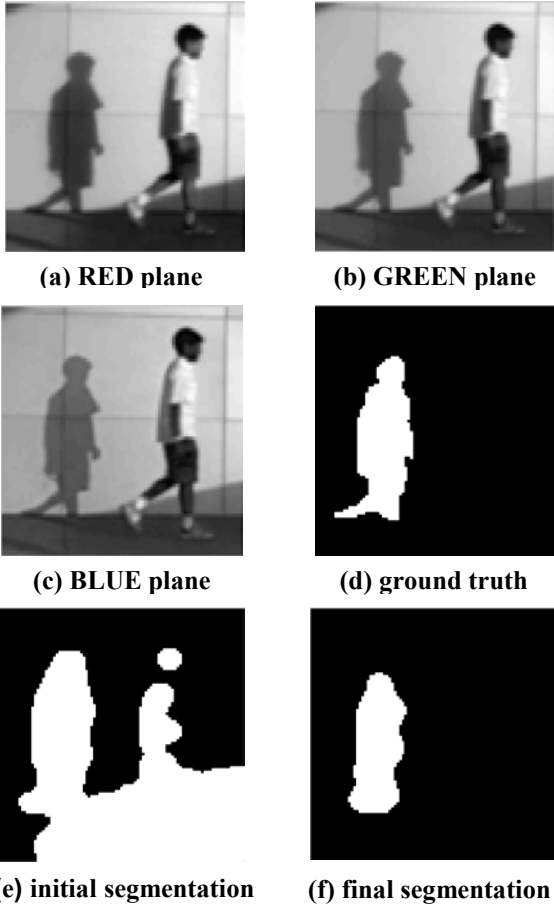 (a) RED plane
(b) GREEN plane
(c) BLUE plane
(d) ground truth
(e) initial segmentation
(f) final segmentation